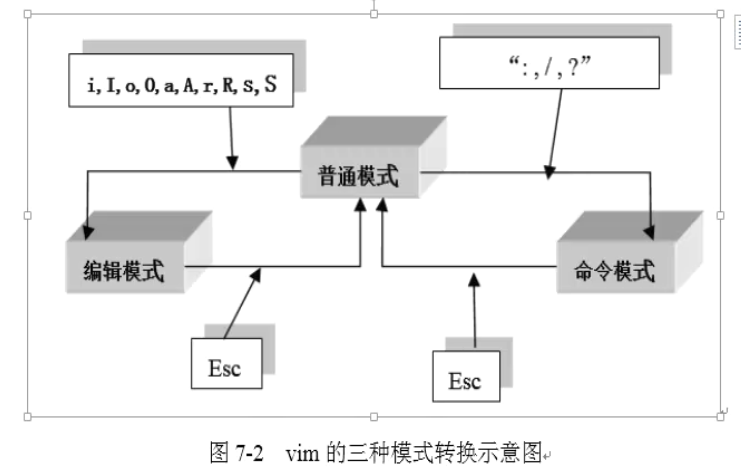 i,I,o,O,a,A,r,R,s,S
“:,/,?”
普通模式
编辑模式
命令模式
Esc
Esc
图 7-2 vim 的三种模式转换示意图